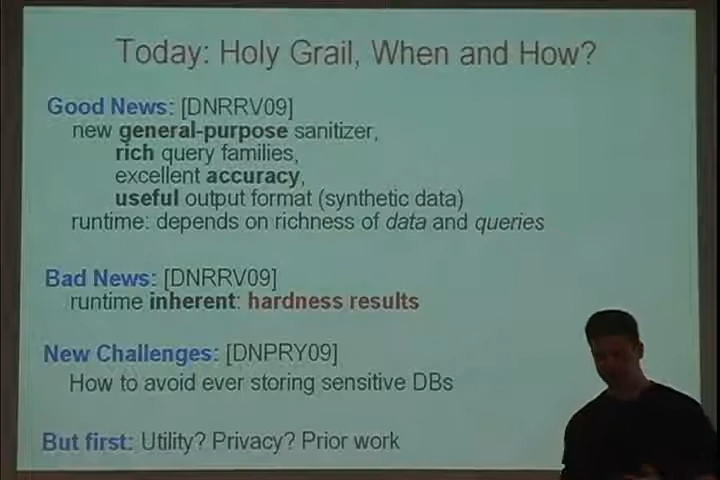 Today: Holy Grail, When and How?
Good News: [DNRRV09]
new general-purpose sanitizer,
rich query families,
excellent accuracy,
useful output format (synthetic data)
runtime: depends on richness of data and queries
Bad News: [DNRRV09]
runtime inherent: hardness results
New Challenges: [DNPRY09]
How to avoid ever storing sensitive DBs
But first: Utility? Privacy? Prior work